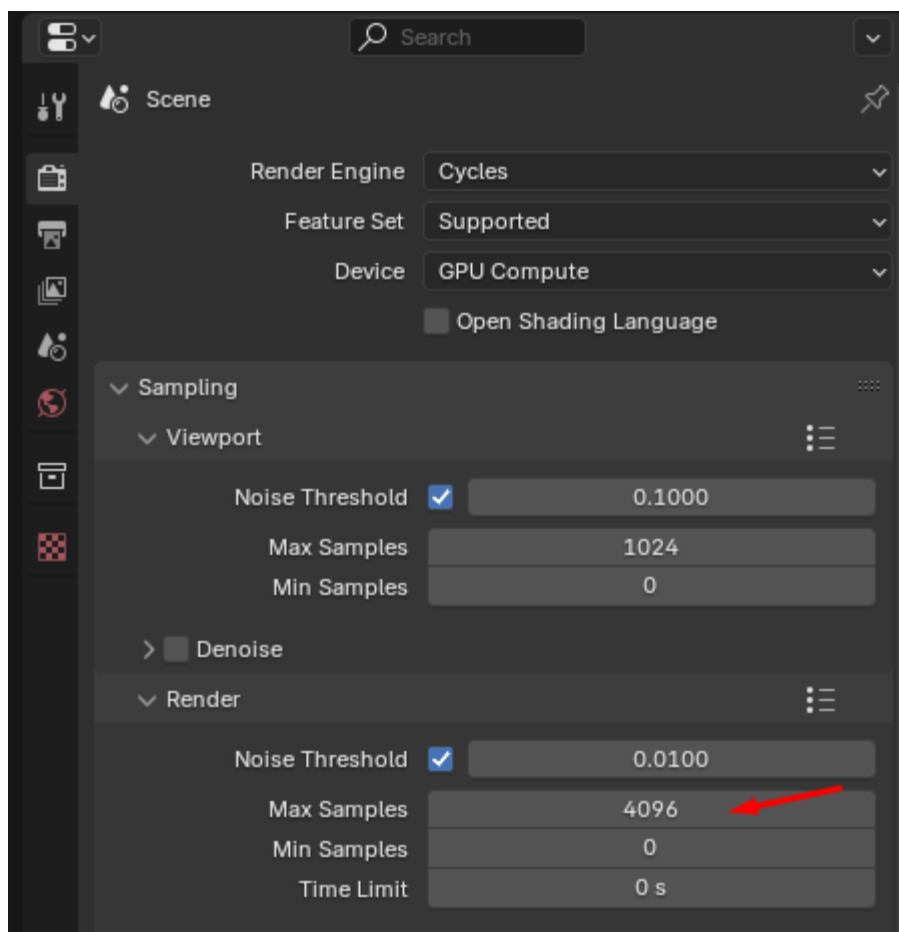 Search
Scene
Render Engine Cycles
Feature Set Supported
Device GPU Compute
Open Shading Language
Sampling
Viewport
Noise Threshold 0.1000
Max Samples 1024
Min Samples 0
Denoise
Render
Noise Threshold 0.0100
Max Samples 4096
Min Samples 0
Time Limit 0 s